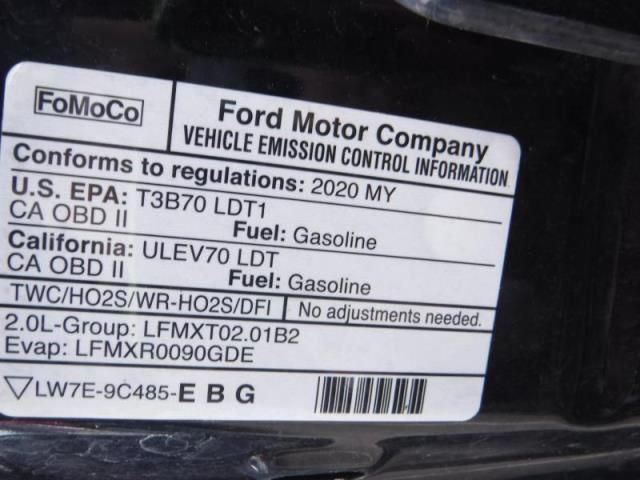 FoMoCo
Ford Motor Company
VEHICLE EMISSION CONTROL INFORMATION
Conforms to regulations: 2020 MY
U.S. EPA: T3B70 LDT1
CA OBD II Fuel: Gasoline
California: ULEV70 LDT
CA OBD II Fuel: Gasoline
TWC/HO2S/WR-HO2S/DFI No adjustments needed.
2.0L-Group: LFMXT02.01B2
Evap: LFMXR0090GDE
LW7E-9C485-E B G